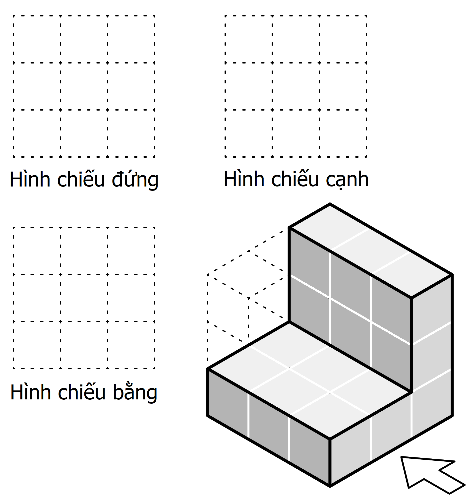 Hình chiếu đứng
Hình chiếu cạnh
Hình chiếu bằng